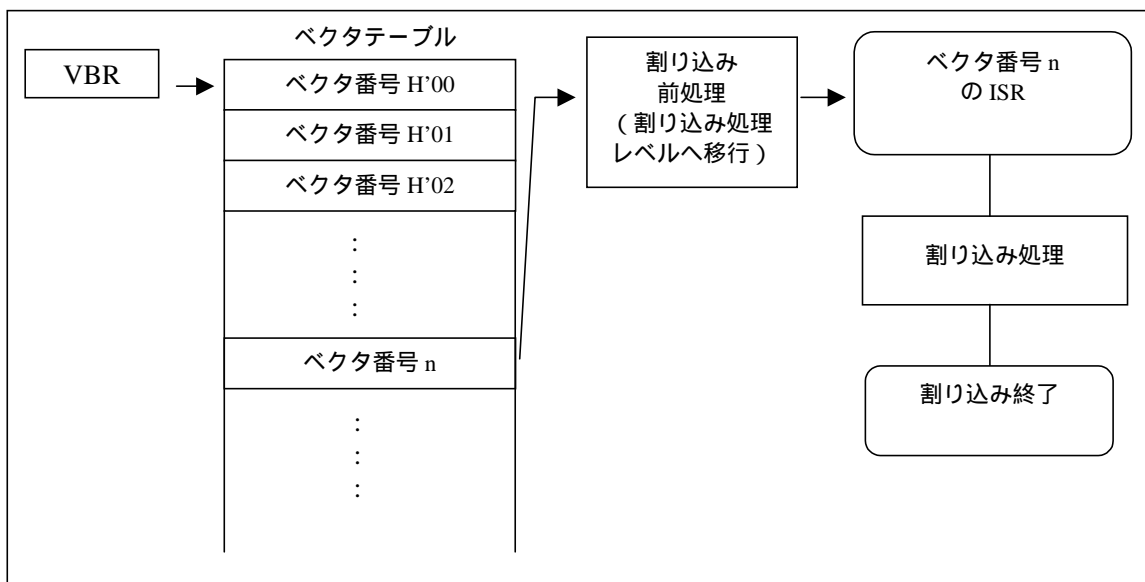 ベクタテーブル
VBR
ベクタ番号 H'00
ベクタ番号 H'01
ベクタ番号 H'02
:
:
:
ベクタ番号 n
:
:
:
割り込み
前処理
(割り込み処理
レベルへ移行)
ベクタ番号 n
の ISR
割り込み処理
割り込み終了